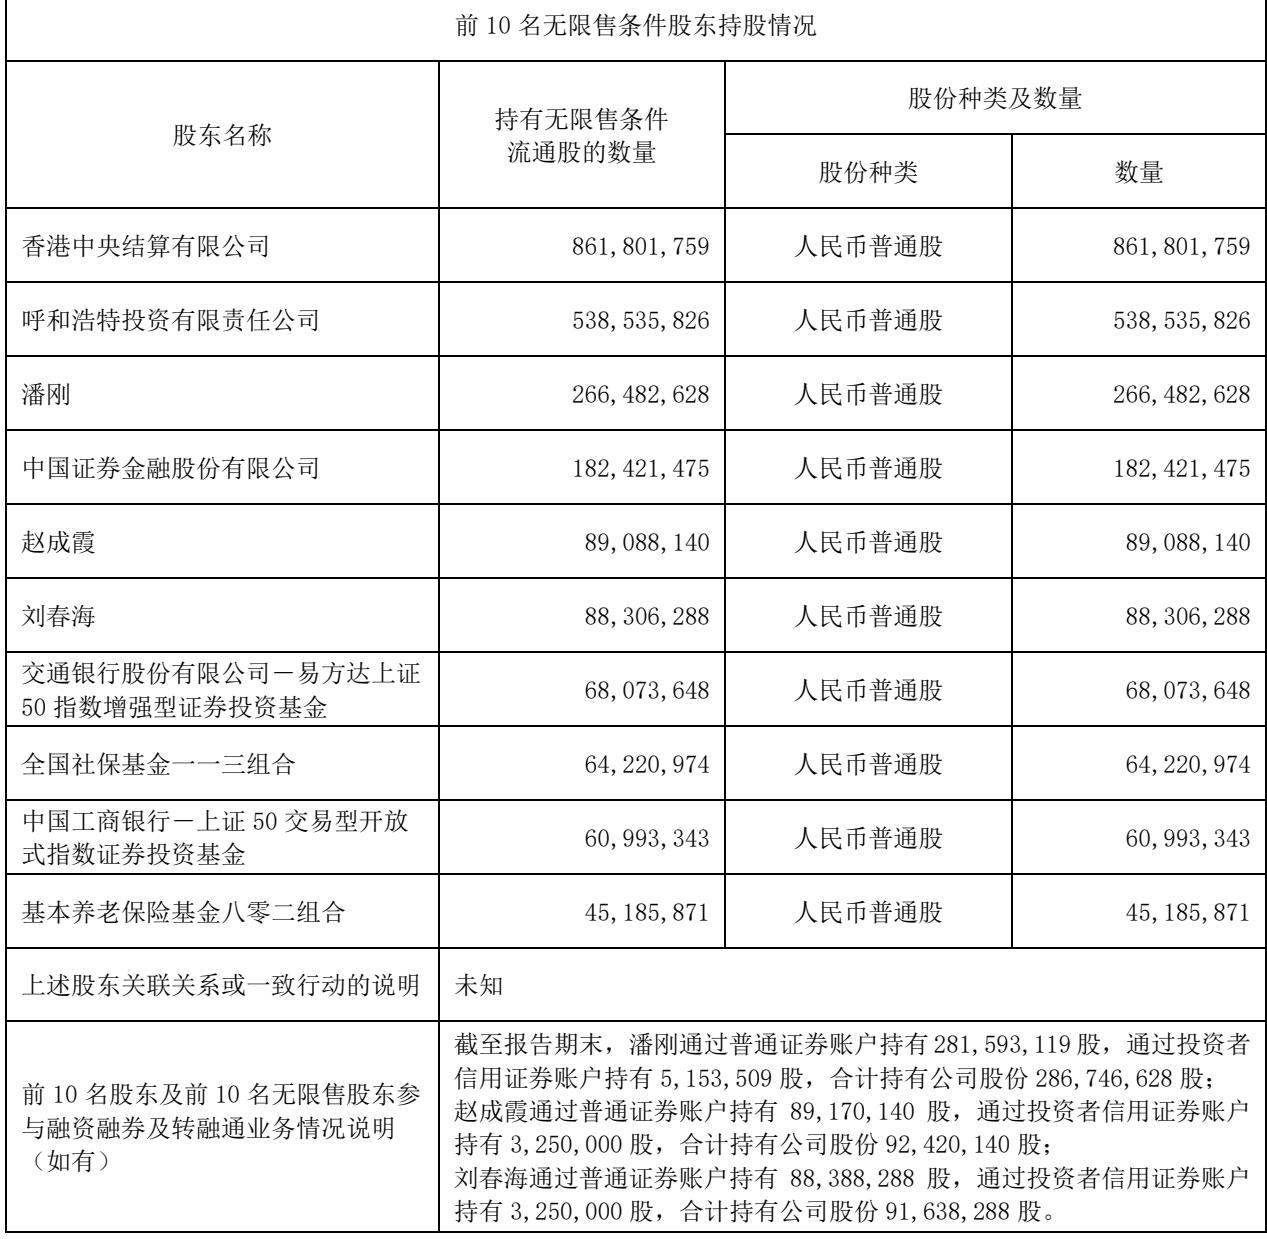 前 10 名无限售条件股东持股情况
股东名称
持有无限售条件
流通股的数量
股份种类及数量
股份种类
数量
香港中央结算有限公司 861,801,759 人民币普通股 861,801,759
呼和浩特投资有限责任公司 538,535,826 人民币普通股 538,535,826
潘刚 266,482,628 人民币普通股 266,482,628
中国证券金融股份有限公司 182,421,475 人民币普通股 182,421,475
赵成霞 89,088,140 人民币普通股 89,088,140
刘春海 88,306,288 人民币普通股 88,306,288
交通银行股份有限公司－易方达上证
50 指数增强型证券投资基金 68,073,648 人民币普通股 68,073,648
全国社保基金一一三组合 64,220,974 人民币普通股 64,220,974
中国工商银行－上证 50 交易型开放
式指数证券投资基金 60,993,343 人民币普通股 60,993,343
基本养老保险基金八零二组合 45,185,871 人民币普通股 45,185,871
上述股东关联关系或一致行动的说明 未知
前 10 名股东及前 10 名无限售股东参
与融资融券及转融通业务情况说明
（如有）
截至报告期末，潘刚通过普通证券账户持有 281,593,119 股，通过投资者
信用证券账户持有 5,153,509 股，合计持有公司股份 286,746,628 股；
赵成霞通过普通证券账户持有 89,170,140 股，通过投资者信用证券账户
持有 3,250,000 股，合计持有公司股份 92,420,140 股；
刘春海通过普通证券账户持有 88,388,288 股，通过投资者信用证券账户
持有 3,250,000 股，合计持有公司股份 91,638,288 股。